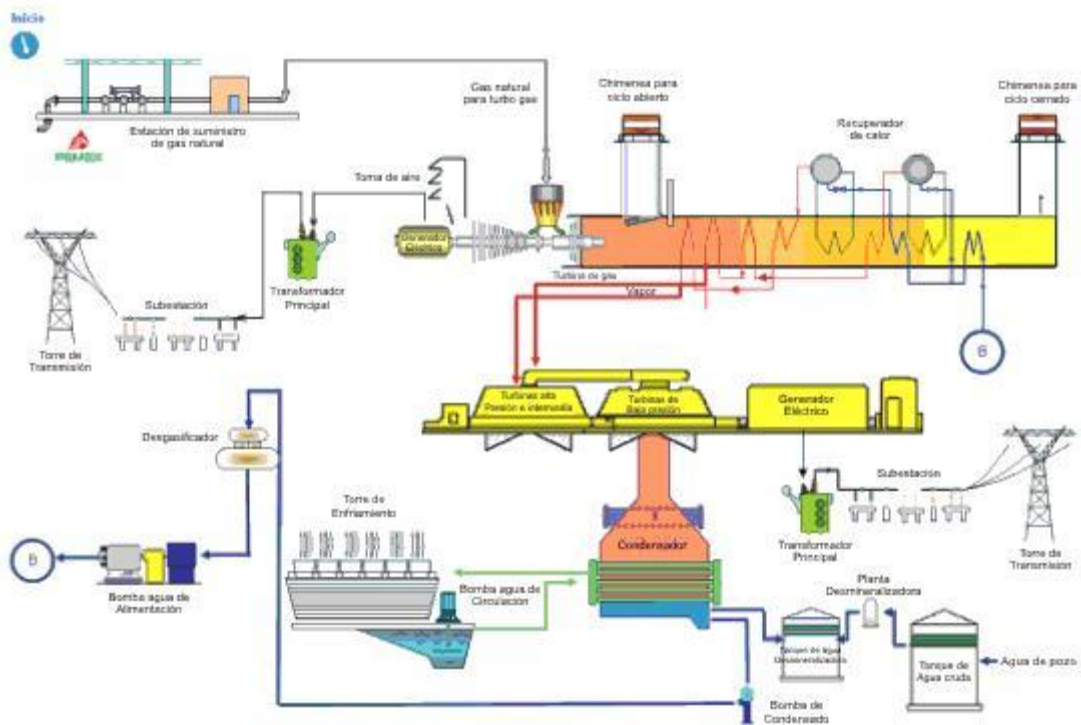 Início
Gas natural
para turbo gas
Chimenea para
ciclo abierto
Chimenea para
ciclo cerrado
Recuperador
de calor
Estación de suministro
de gas natural
PEMEX
Toma de aire
Generador
Eléctrico
Turbina de gas
Vapor
Transformador
Principal
Subestación
Torre de
Transmisión
6
Turbinas alta
Presión e intermedia
Turbinas de
Baja presión
Generador
Eléctrico
Desgasificador
Subestación
Torre de
Enfriamiento
Condensador
Transformador
Principal
Torre de
Transmisión
Bomba agua de
Alimentación
Bomba agua de
Circulación
Planta
Desmineralizadora
Tanque de agua
Desmineralizadora
Tanque de
Agua cruda
Agua de pozo
Bomba de
Condensado